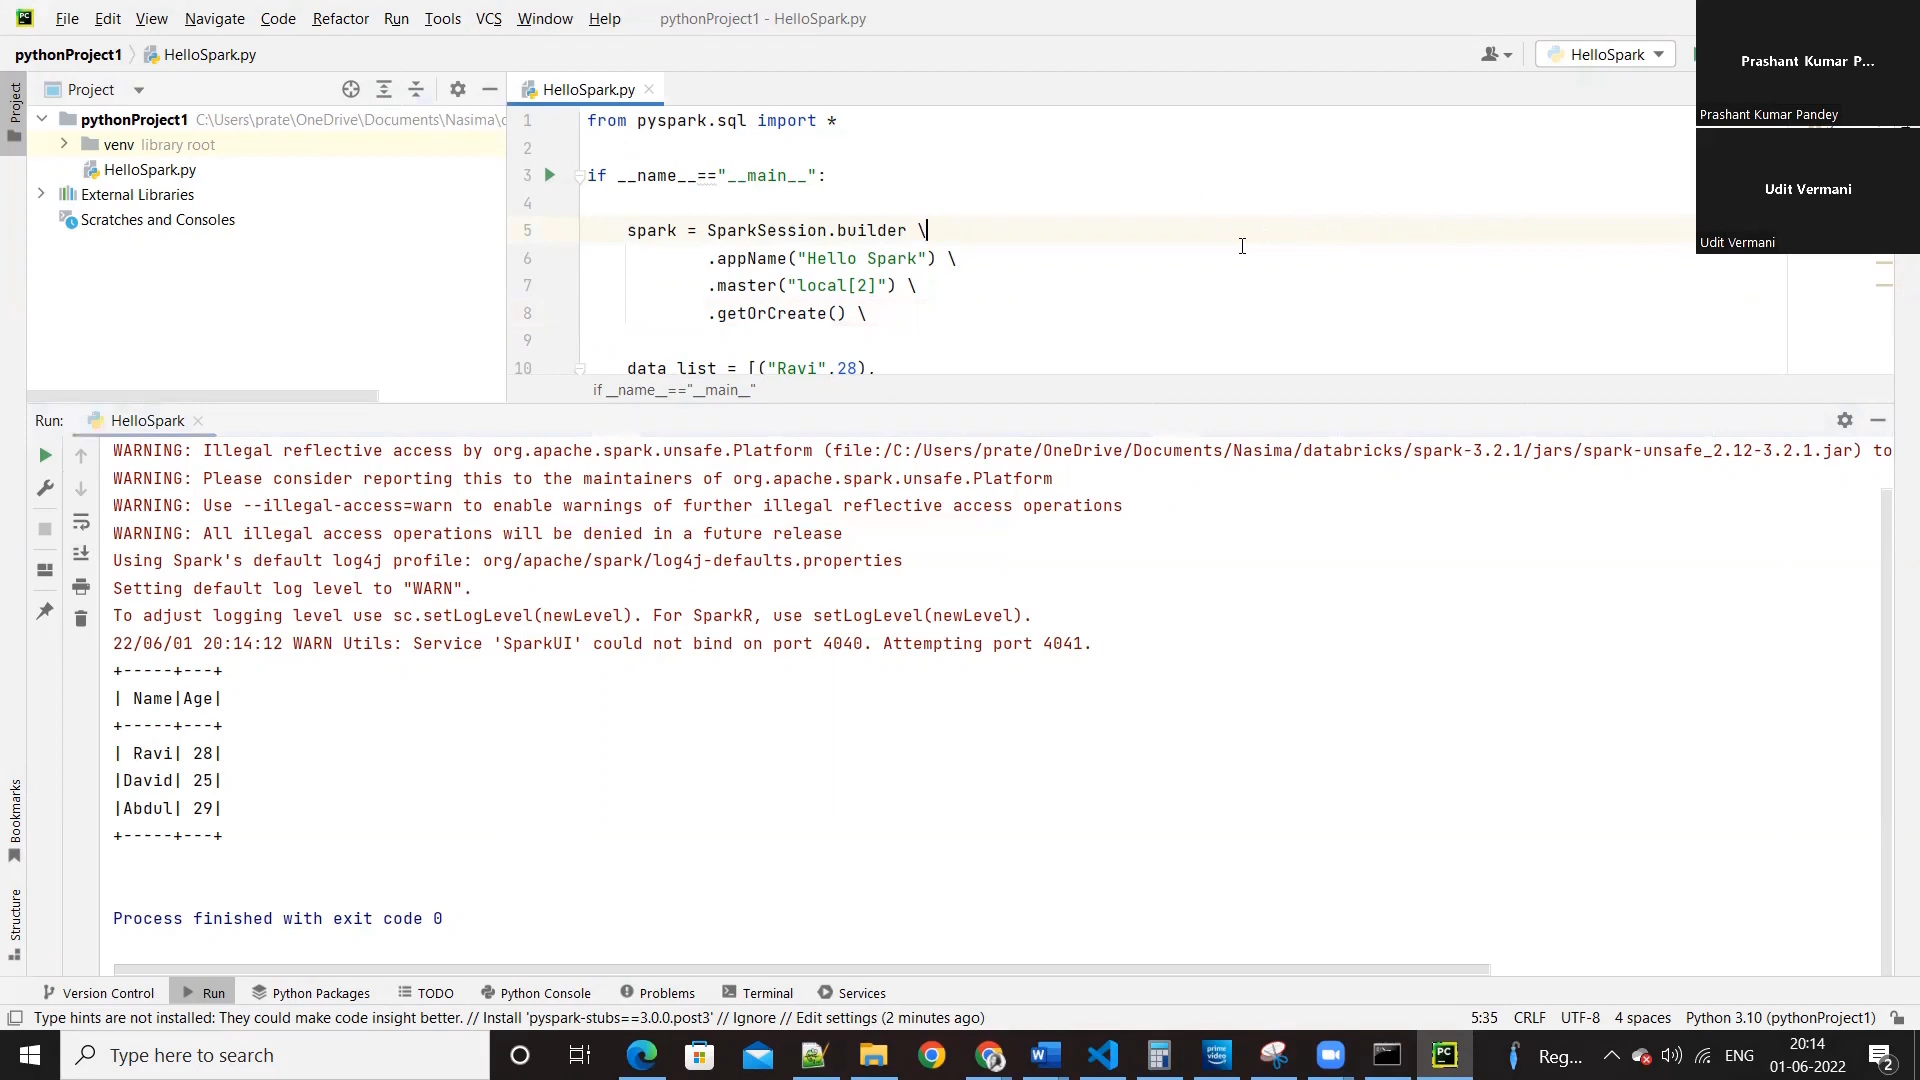 File Edit View Navigate Code Refactor Run Tools VCS Window Help pythonProject1 - HelloSpark.py
pythonProject1 HelloSpark.py
HelloSpark
Prashant Kumar P...
Prashant Kumar Pandey
Udit Vermani
Udit Vermani
Project
Project
HelloSpark.py
pythonProject1 C:\Users\prate\OneDrive\Documents\Nasima\
venv library root
HelloSpark.py
External Libraries
Scratches and Consoles
1 from pyspark.sql import *
2
3 if __name__=="__main__":
4
5 spark = SparkSession.builder \
6 .appName("Hello Spark") \
7 .master("local[2]") \
8 .getOrCreate() \
9
10 data_list = [("Ravi",28),
if __name__=="__main__"
Run: HelloSpark
WARNING: Illegal reflective access by org.apache.spark.unsafe.Platform (file:/C:/Users/prate/OneDrive/Documents/Nasima/databricks/spark-3.2.1/jars/spark-unsafe_2.12-3.2.1.jar) to
WARNING: Please consider reporting this to the maintainers of org.apache.spark.unsafe.Platform
WARNING: Use --illegal-access=warn to enable warnings of further illegal reflective access operations
WARNING: All illegal access operations will be denied in a future release
Using Spark's default log4j profile: org/apache/spark/log4j-defaults.properties
Setting default log level to "WARN".
To adjust logging level use sc.setLogLevel(newLevel). For SparkR, use setLogLevel(newLevel).
22/06/01 20:14:12 WARN Utils: Service 'SparkUI' could not bind on port 4040. Attempting port 4041.
+-----+---+
| Name|Age|
+-----+---+
| Ravi| 28|
|David| 25|
|Abdul| 29|
+-----+---+
Process finished with exit code 0
Bookmarks
Structure
Version Control Run Python Packages TODO Python Console Problems Terminal Services
Type hints are not installed: They could make code insight better. // Install 'pyspark-stubs==3.0.0.post3' // Ignore // Edit settings (2 minutes ago)
5:35 CRLF UTF-8 4 spaces Python 3.10 (pythonProject1)
Type here to search
Reg... ENG
20:14
01-06-2022
2